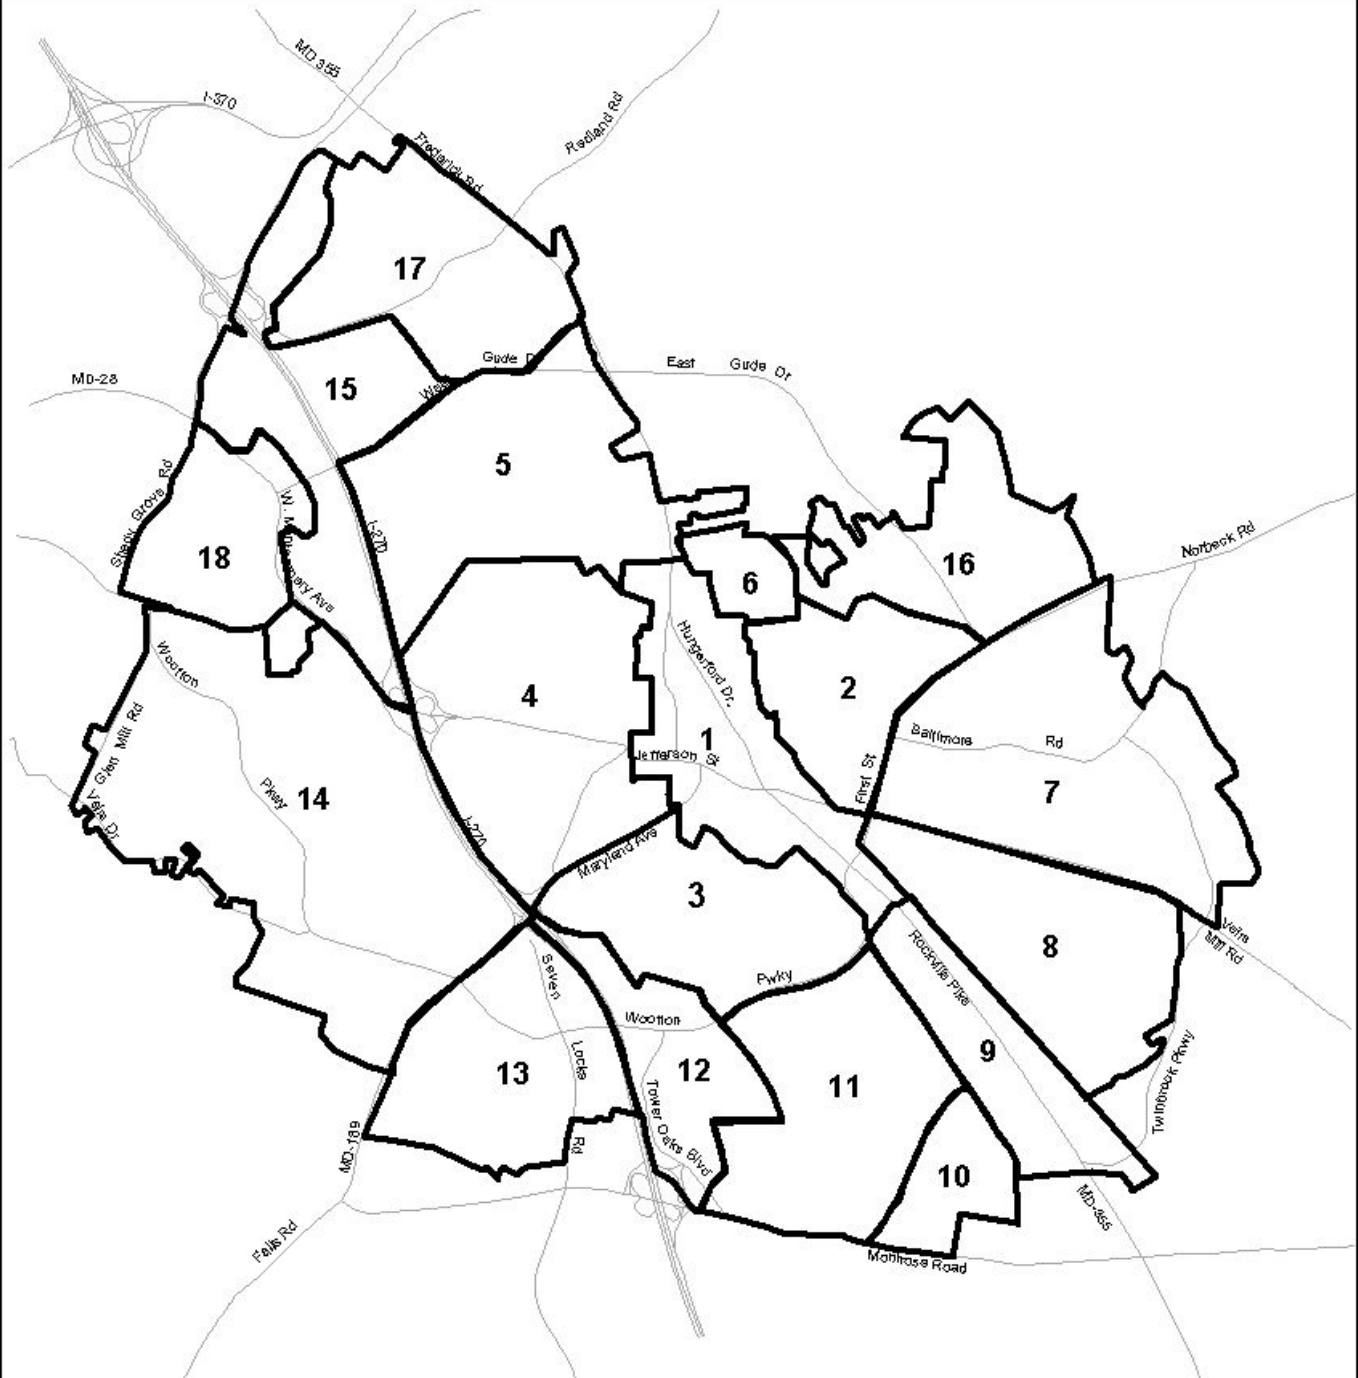 MD 355
I-370
Redland Rd
Frederick Rd
17
Gude D
East Gude Dr
MD-28
15
5
Shady Grove Rd
W. Montgomery Ave
I-270
18
6
16
Norbeck Rd
Wootton
Hungerford Dr.
4
2
Glen Mill Rd
1
Jefferson St
Baltimore Rd
First St
7
Pkwy
14
Veirs Dr
I-270
Maryland Ave
3
8
Veirs
Mill Rd
Rockville Pike
Seven
Pwky
Wootton
9
13
Locks
12
11
Twinbrook Pkwy
Tower Oaks Blvd
MD-189
Rd
10
MD-355
Falls Rd
Montrose Road